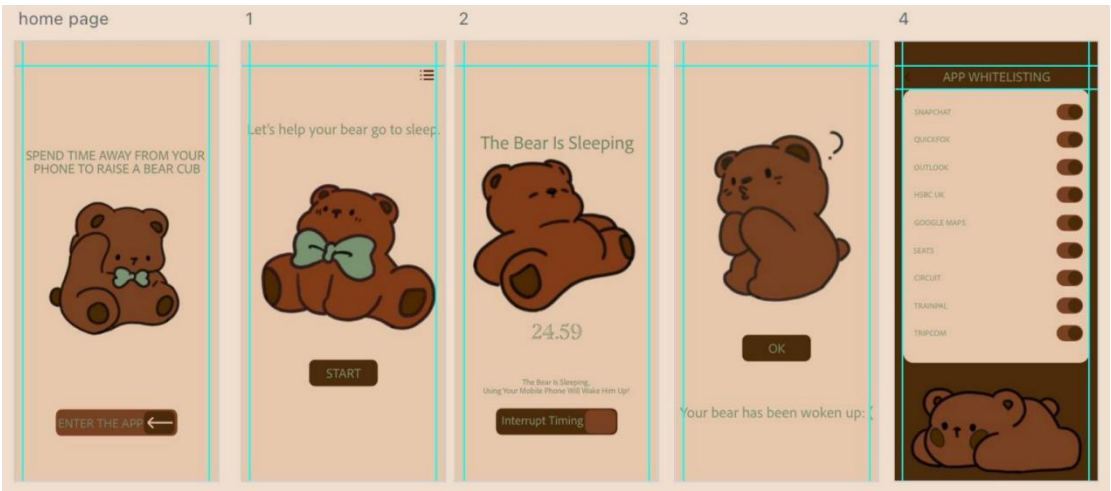 home page
SPEND TIME AWAY FROM YOUR
PHONE TO RAISE A BEAR CUB
ENTER THE APP
1
Let's help your bear go to sleep.
START
2
The Bear Is Sleeping
24.59
The Bear Is Sleeping,
Using Your Mobile Phone Will Wake Him Up!
Interrupt Timing
3
?
OK
Your bear has been woken up: (
4
APP WHITELISTING
SNAPCHAT
QUICKFOX
OUTLOOK
HSBC UK
GOOGLE MAPS
SEATS
CIRCUIT
TRAINPAL
TRIPCOM